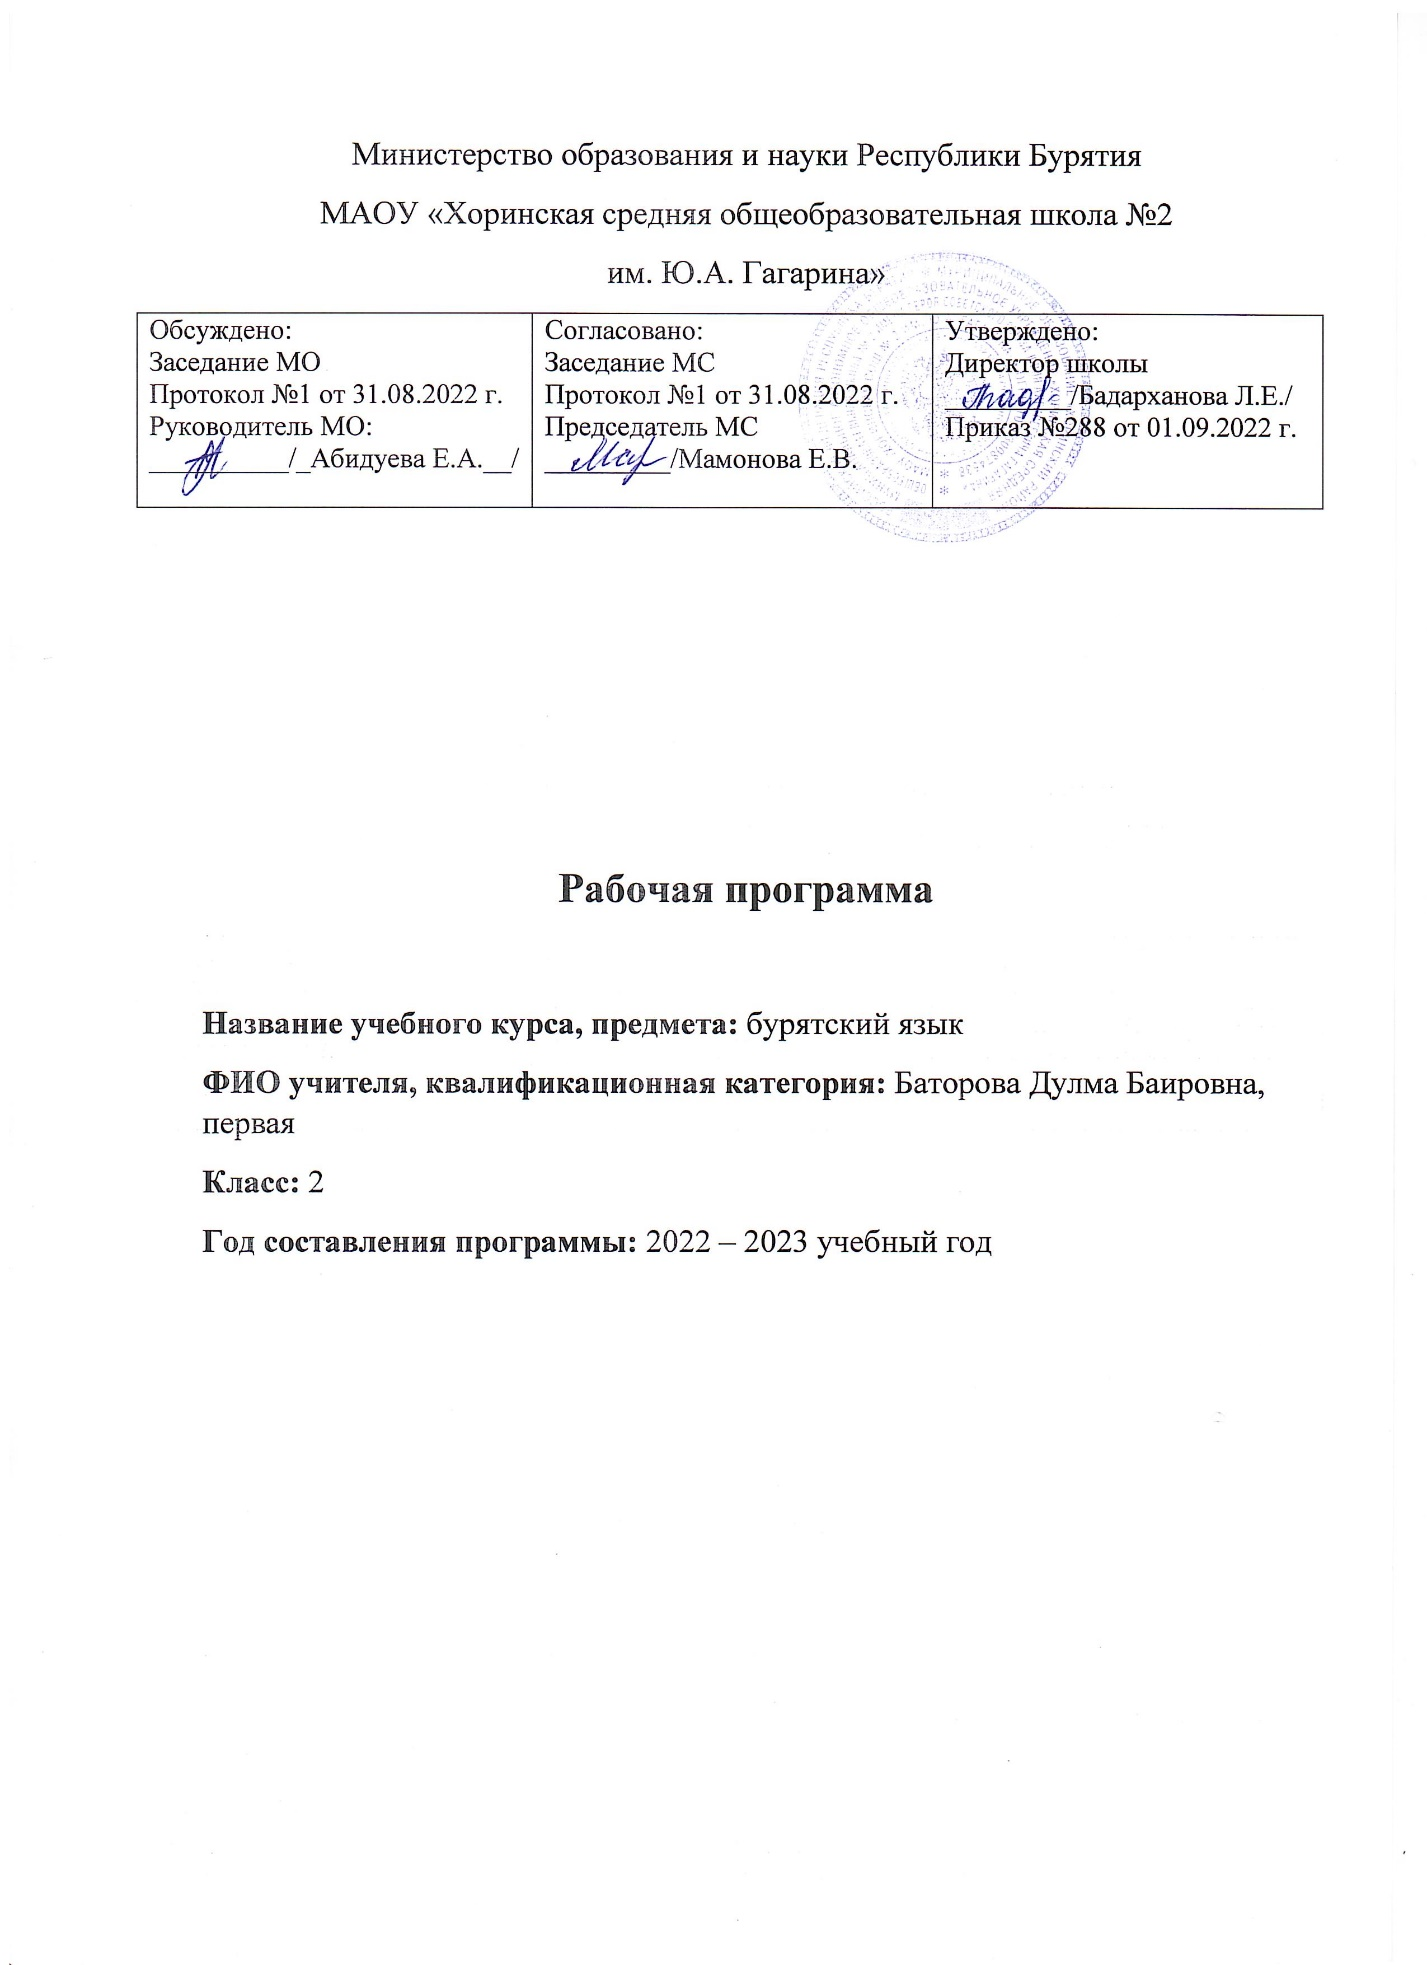 Министерство образования и науки Республики Бурятия
МАОУ «Хоринская средняя общеобразовательная школа №2
им. Ю.А. Гагарина»
Обсуждено:
Заседание МО
Протокол №1 от 31.08.2022 г.
Руководитель МО:
__________/_Абидуева Е.А.__/
Согласовано:
Заседание МС
Протокол №1 от 31.08.2022 г.
Председатель МС
_________/Мамонова Е.В.
Утверждено:
Директор школы
_________/Бадарханова Л.Е./
Приказ №288 от 01.09.2022 г.
Рабочая программа
Название учебного курса, предмета: бурятский язык
ФИО учителя, квалификационная категория: Баторова Дулма Баировна,
первая
Класс: 2
Год составления программы: 2022 – 2023 учебный год